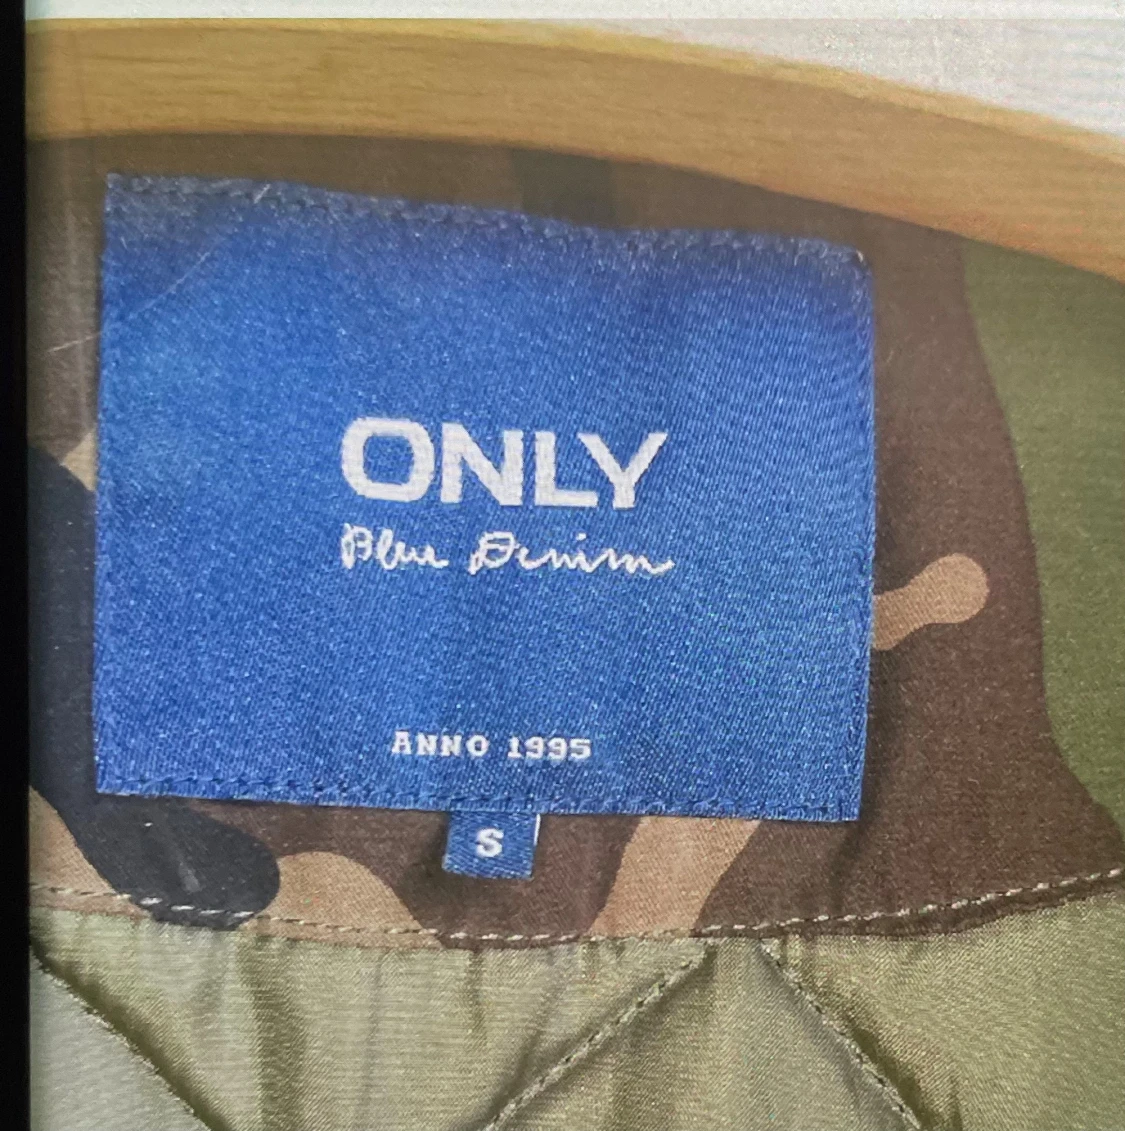 ONLY
Blue Denim
ANNO 1995
S